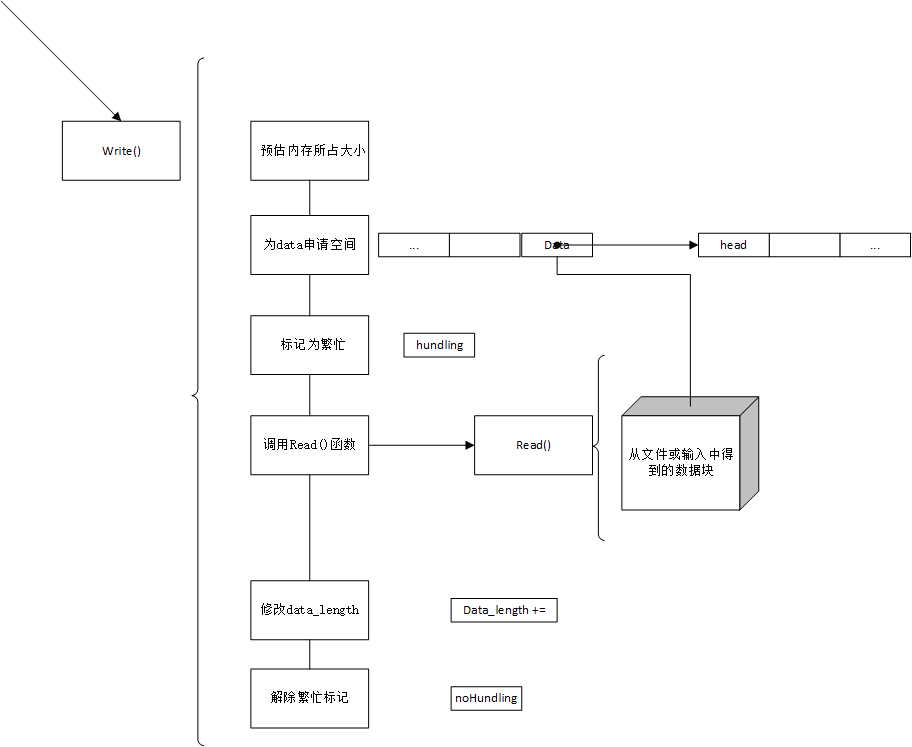 Write()
预估内存所占大小
为data申请空间
...
Data
head
...
标记为繁忙
hundling
调用Read()函数
Read()
从文件或输入中得
到的数据块
修改data_length
Data_length +=
解除繁忙标记
noHundling